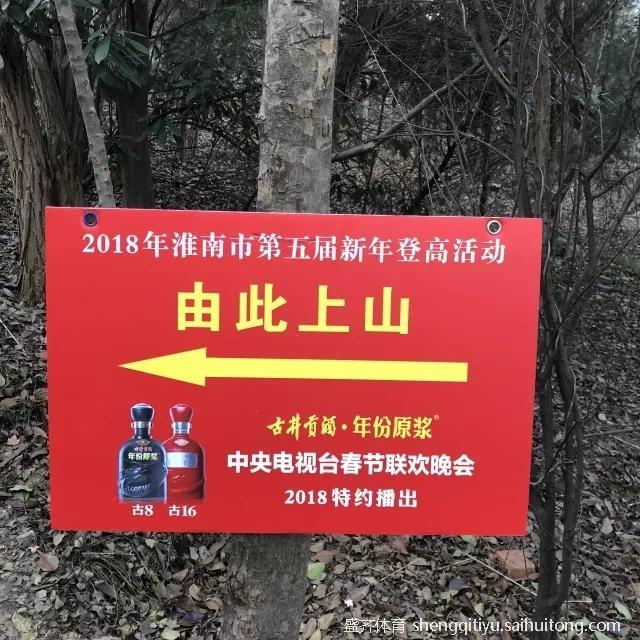 2018年淮南市第五届新年登高活动
由此上山
古井贡酒·年份原浆®
中央电视台春节联欢晚会
2018特约播出
年份原浆
古8 古16
盛齐体育 shengqitiyu.saihuitong.com